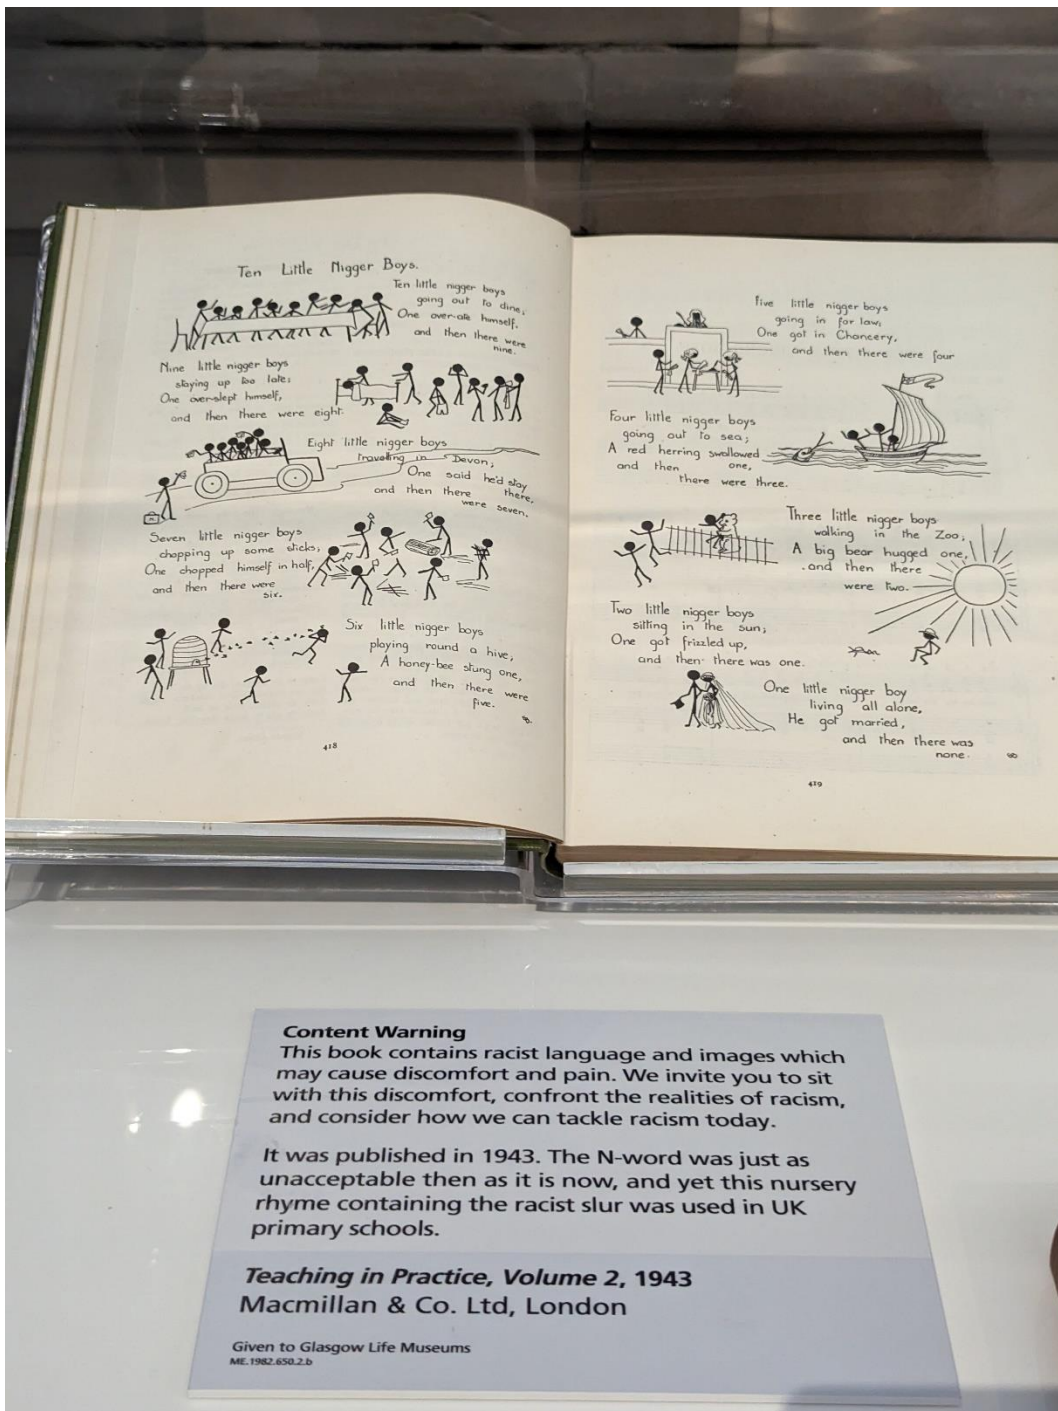 Ten Little Nigger Boys.
Ten little nigger boys
going out to dine;
One over-ate himself,
and then there were
nine.
Nine little nigger boys
staying up too late;
One over-slept himself,
and then there were eight.
Eight little nigger boys
travelling in Devon;
One said he'd stay
and then there there,
were seven.
Seven little nigger boys
chopping up some sticks;
One chopped himself in half,
and then there were
six.
Six little nigger boys
playing round a hive;
A honey-bee stung one,
and then there were
five.
418
Five little nigger boys
going in for law;
One got in Chancery,
and then there were four
Four little nigger boys
going out to sea;
A red herring swallowed
and then one,
there were three.
Three little nigger boys
walking in the Zoo;
A big bear hugged one,
and then there
were two.
Two little nigger boys
sitting in the sun;
One got frizzled up,
and then there was one.
One little nigger boy
living all alone,
He got married,
and then there was
none.
419
Content Warning
This book contains racist language and images which
may cause discomfort and pain. We invite you to sit
with this discomfort, confront the realities of racism,
and consider how we can tackle racism today.
It was published in 1943. The N-word was just as
unacceptable then as it is now, and yet this nursery
rhyme containing the racist slur was used in UK
primary schools.
Teaching in Practice, Volume 2, 1943
Macmillan & Co. Ltd, London
Given to Glasgow Life Museums
ME.1982.650.2.b